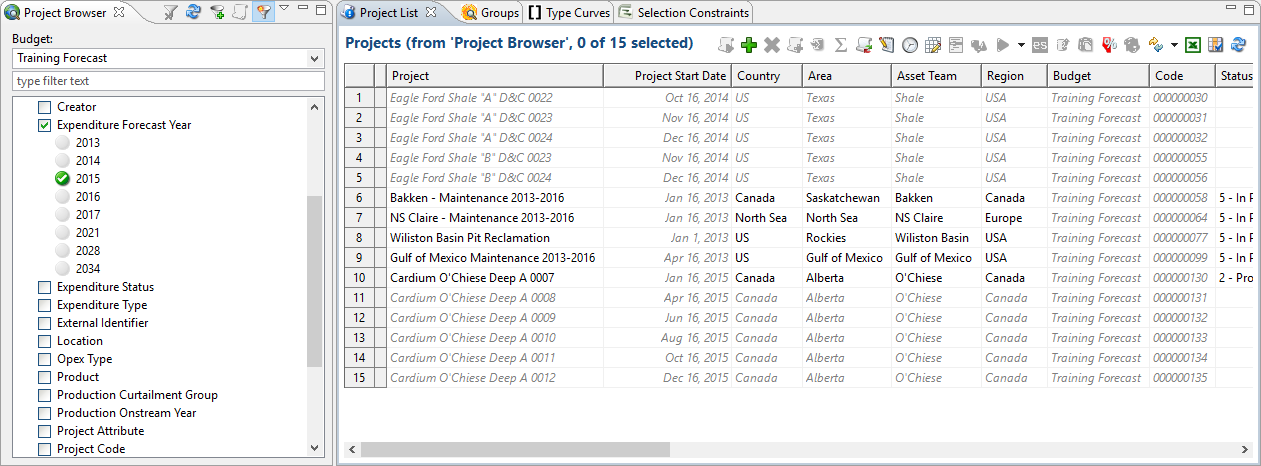 Project Browser
Budget:
Training Forecast
type filter text
Creator
Expenditure Forecast Year
2013
2014
2015
2016
2017
2021
2028
2034
Expenditure Status
Expenditure Type
External Identifier
Location
Opex Type
Product
Production Curtailment Group
Production Onstream Year
Project Attribute
Project Code
Project List Groups Type Curves Selection Constraints
Projects (from 'Project Browser', 0 of 15 selected)
es
Project Project Start Date Country Area Asset Team Region Budget Code Status
1 Eagle Ford Shale "A" D&C 0022 Oct 16, 2014 US Texas Shale USA Training Forecast 000000030
2 Eagle Ford Shale "A" D&C 0023 Nov 16, 2014 US Texas Shale USA Training Forecast 000000031
3 Eagle Ford Shale "A" D&C 0024 Dec 16, 2014 US Texas Shale USA Training Forecast 000000032
4 Eagle Ford Shale "B" D&C 0023 Nov 16, 2014 US Texas Shale USA Training Forecast 000000055
5 Eagle Ford Shale "B" D&C 0024 Dec 16, 2014 US Texas Shale USA Training Forecast 000000056
6 Bakken - Maintenance 2013-2016 Jan 16, 2013 Canada Saskatchewan Bakken Canada Training Forecast 000000058 5 - In P
7 NS Claire - Maintenance 2013-2016 Jan 16, 2013 North Sea North Sea NS Claire Europe Training Forecast 000000064 5 - In P
8 Wiliston Basin Pit Reclamation Jan 1, 2013 US Rockies Wiliston Basin USA Training Forecast 000000077 5 - In P
9 Gulf of Mexico Maintenance 2013-2016 Apr 16, 2013 US Gulf of Mexico Gulf of Mexico USA Training Forecast 000000099 5 - In P
10 Cardium O'Chiese Deep A 0007 Jan 16, 2015 Canada Alberta O'Chiese Canada Training Forecast 000000130 2 - Pro
11 Cardium O'Chiese Deep A 0008 Apr 16, 2015 Canada Alberta O'Chiese Canada Training Forecast 000000131
12 Cardium O'Chiese Deep A 0009 Jun 16, 2015 Canada Alberta O'Chiese Canada Training Forecast 000000132
13 Cardium O'Chiese Deep A 0010 Aug 16, 2015 Canada Alberta O'Chiese Canada Training Forecast 000000133
14 Cardium O'Chiese Deep A 0011 Oct 16, 2015 Canada Alberta O'Chiese Canada Training Forecast 000000134
15 Cardium O'Chiese Deep A 0012 Dec 16, 2015 Canada Alberta O'Chiese Canada Training Forecast 000000135